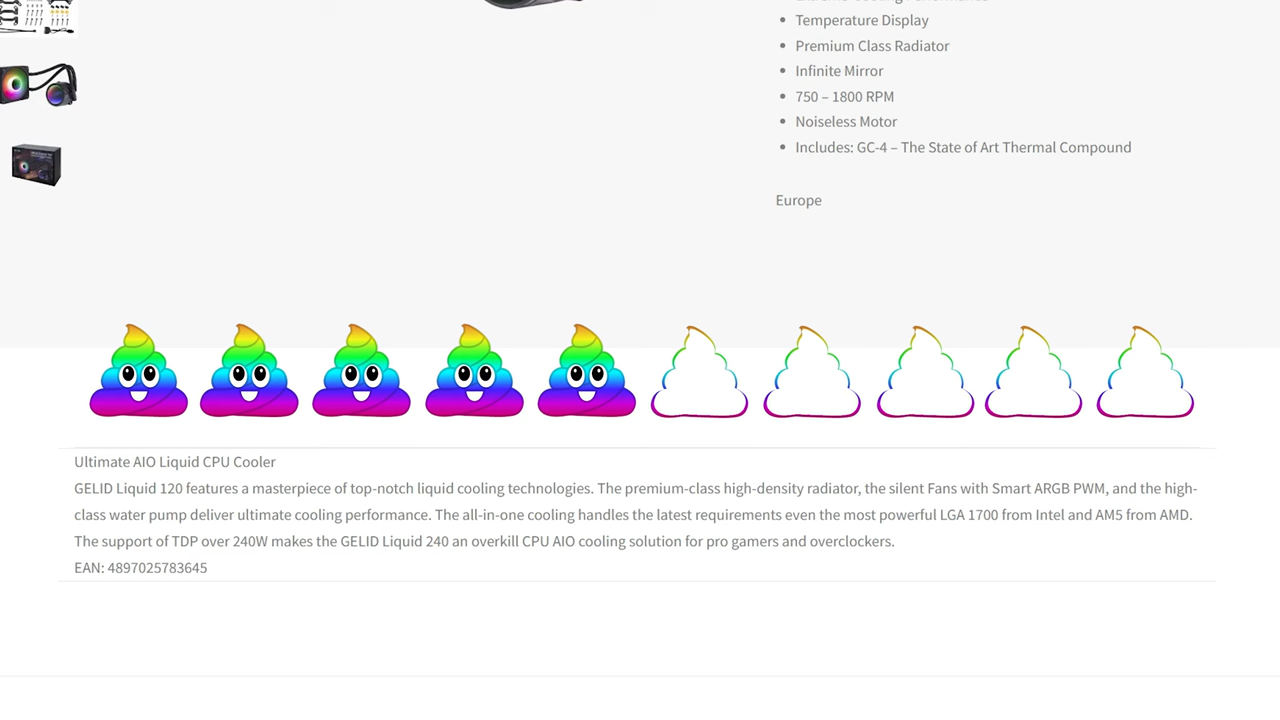 Temperature Display
Premium Class Radiator
Infinite Mirror
750 – 1800 RPM
Noiseless Motor
Includes: GC-4 – The State of Art Thermal Compound
Europe
Ultimate AIO Liquid CPU Cooler
GELID Liquid 120 features a masterpiece of top-notch liquid cooling technologies. The premium-class high-density radiator, the silent Fans with Smart ARGB PWM, and the high-
class water pump deliver ultimate cooling performance. The all-in-one cooling handles the latest requirements even the most powerful LGA 1700 from Intel and AM5 from AMD.
The support of TDP over 240W makes the GELID Liquid 240 an overkill CPU AIO cooling solution for pro gamers and overclockers.
EAN: 4897025783645